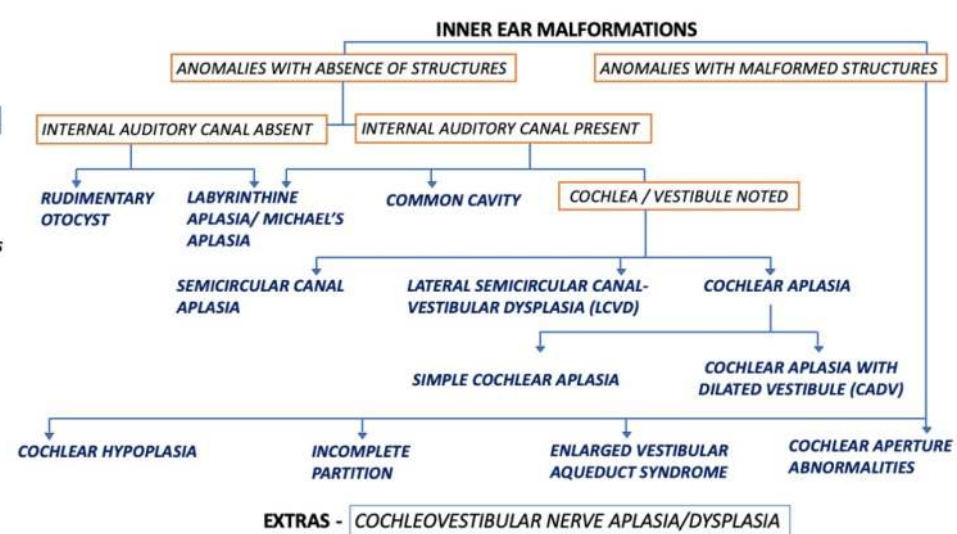 INNER EAR MALFORMATIONS
ANOMALIES WITH ABSENCE OF STRUCTURES
ANOMALIES WITH MALFORMED STRUCTURES
INTERNAL AUDITORY CANAL ABSENT
INTERNAL AUDITORY CANAL PRESENT
RUDIMENTARY
OTOCYST
LABYRINTHINE
APLASIA/ MICHAEL'S
APLASIA
COMMON CAVITY
COCHLEA / VESTIBULE NOTED
SEMICIRCULAR CANAL
APLASIA
LATERAL SEMICIRCULAR CANAL-
VESTIBULAR DYSPLASIA (LCVD)
COCHLEAR APLASIA
SIMPLE COCHLEAR APLASIA
COCHLEAR APLASIA WITH
DILATED VESTIBULE (CADV)
COCHLEAR HYPOPLASIA
INCOMPLETE
PARTITION
ENLARGED VESTIBULAR
AQUEDUCT SYNDROME
COCHLEAR APERTURE
ABNORMALITIES
EXTRAS - COCHLEOVESTIBULAR NERVE APLASIA/DYSPLASIA